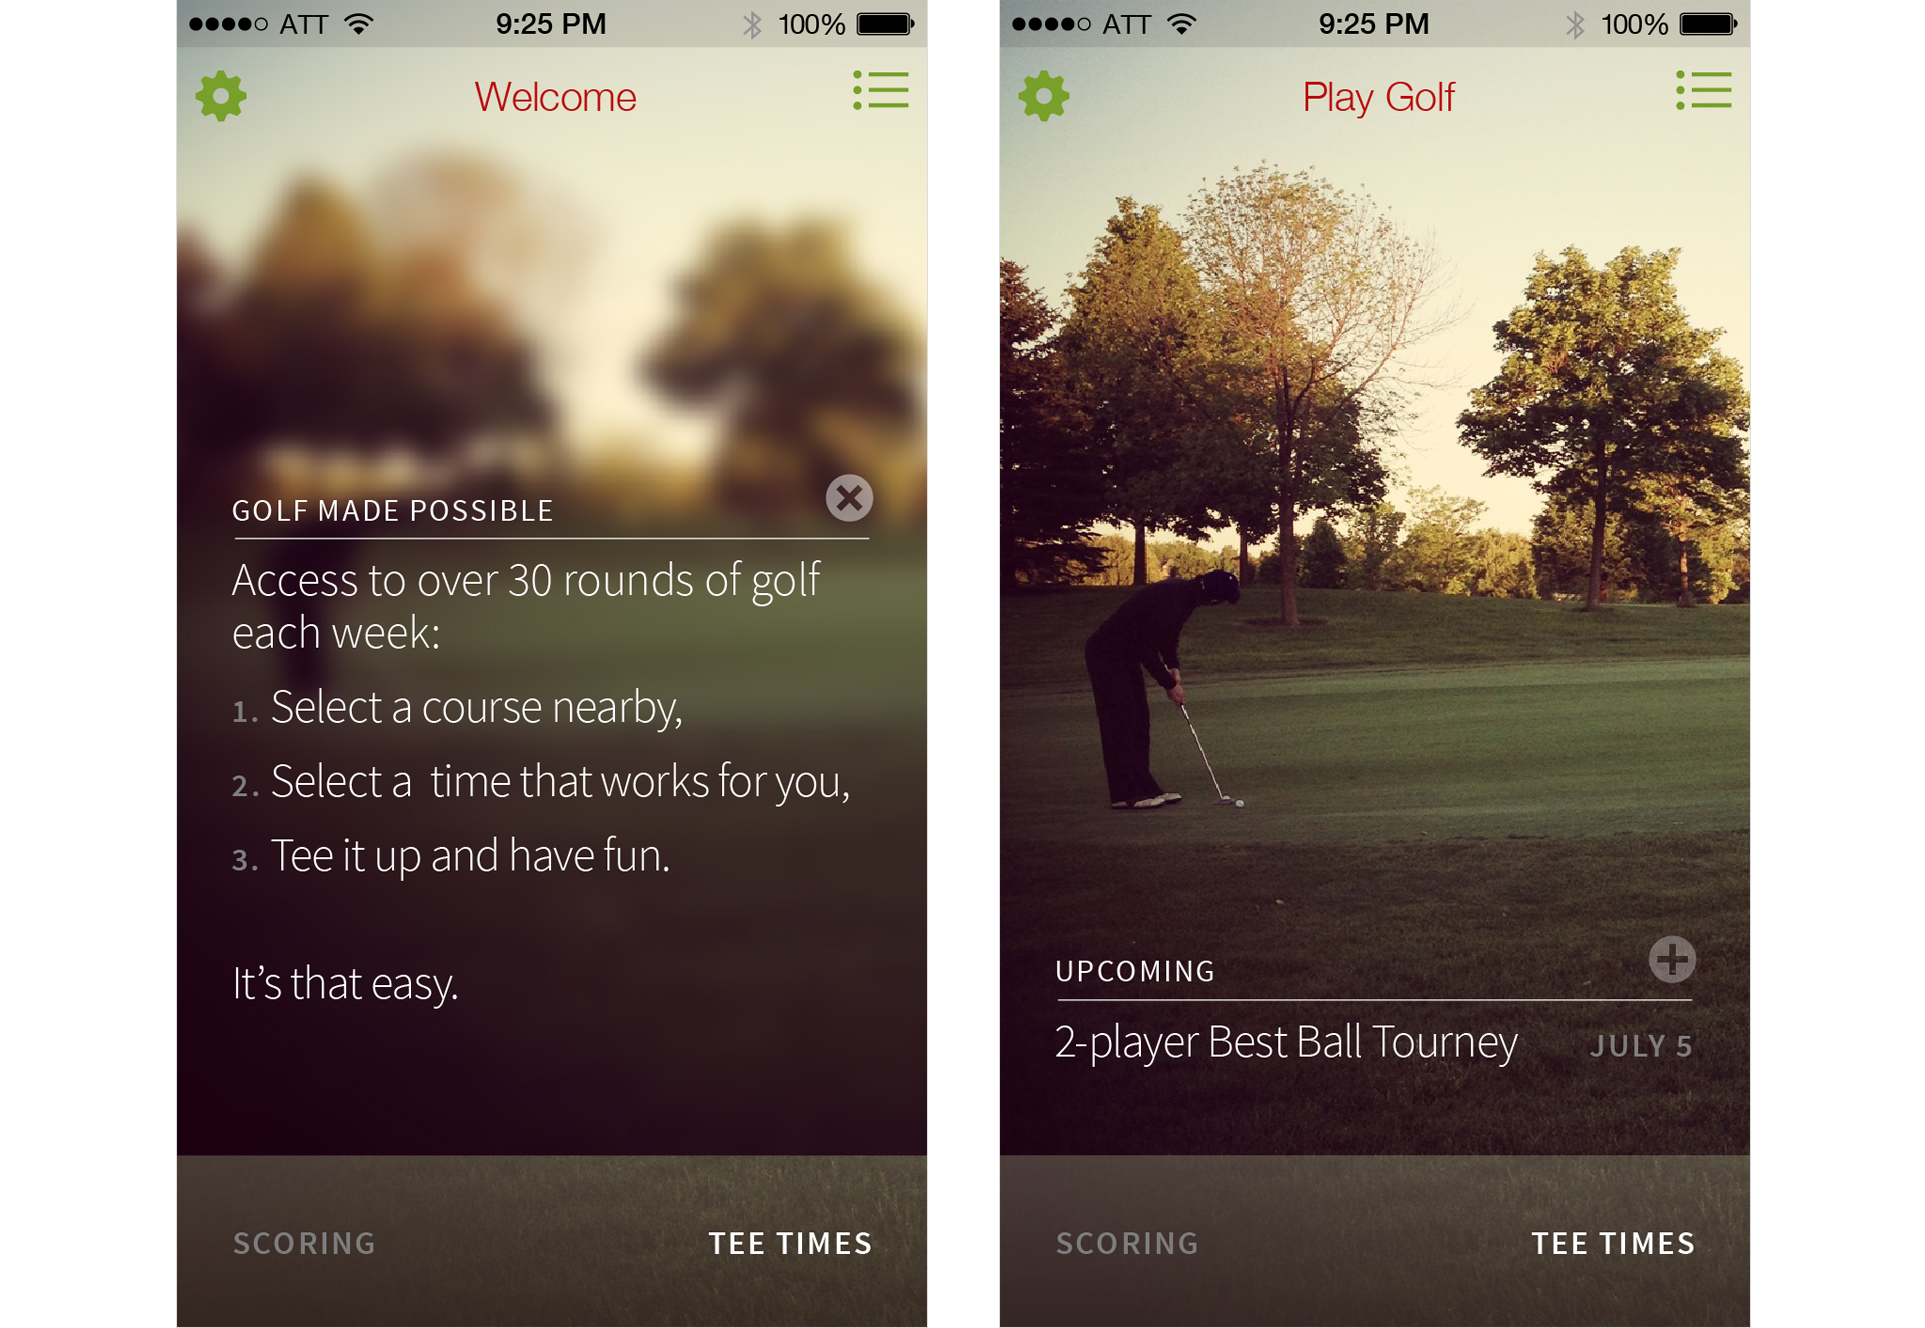 ATT 9:25 PM 100%
Welcome
GOLF MADE POSSIBLE
Access to over 30 rounds of golf
each week:
1. Select a course nearby,
2. Select a time that works for you,
3. Tee it up and have fun.
It's that easy.
SCORING TEE TIMES
ATT 9:25 PM 100%
Play Golf
UPCOMING
2-player Best Ball Tourney JULY 5
SCORING TEE TIMES